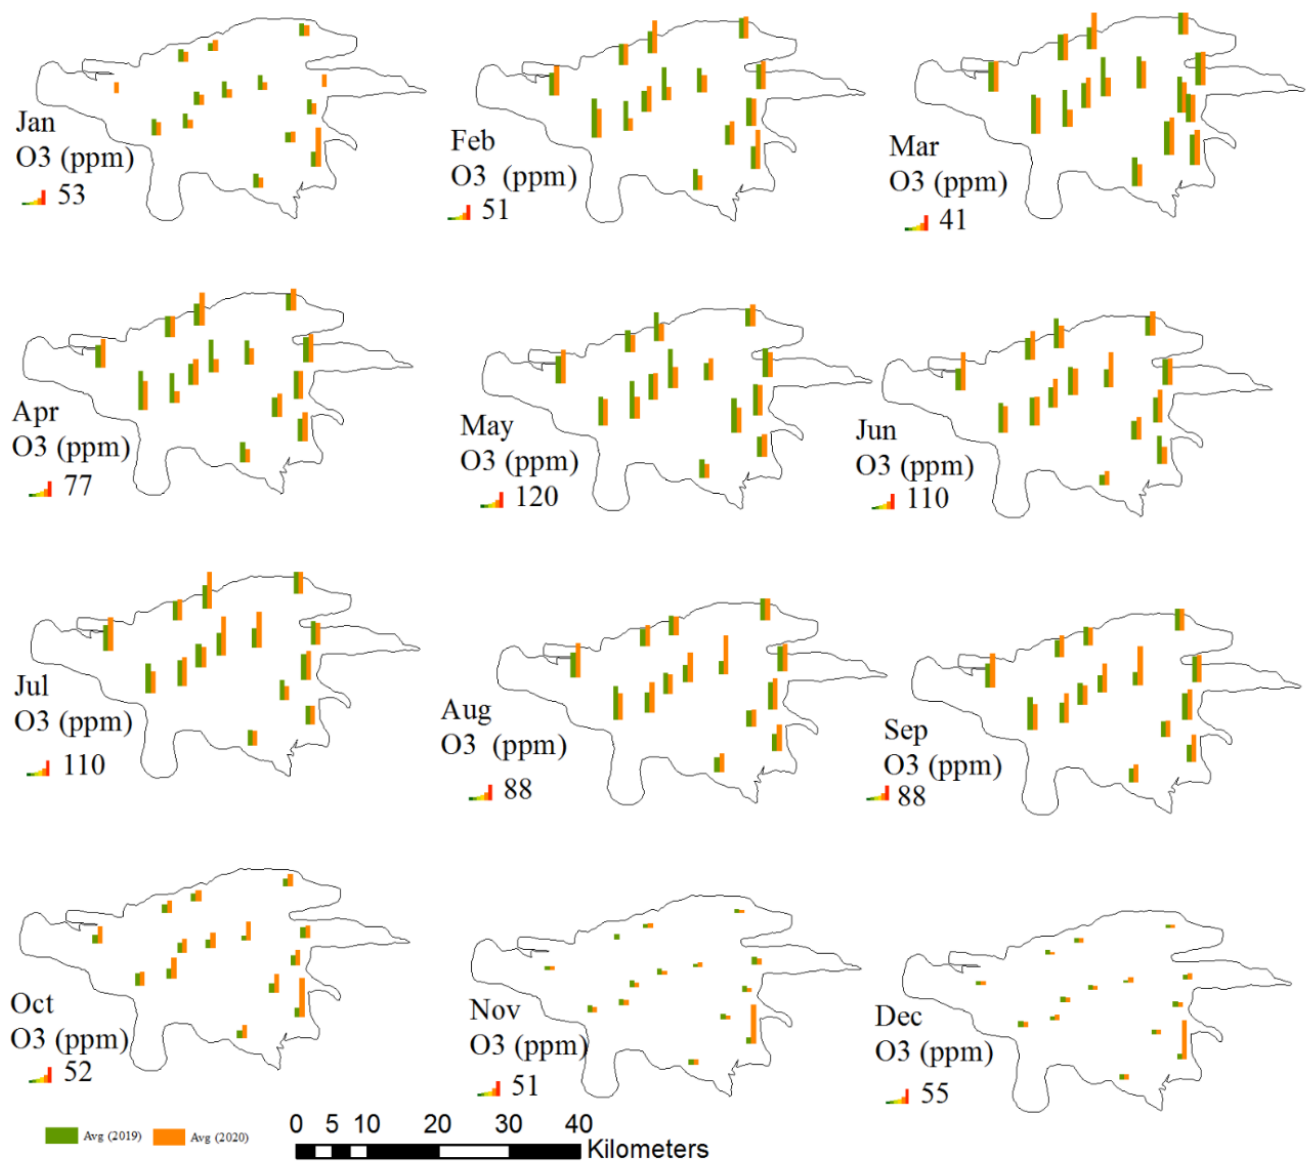 Jan
O3 (ppm)
53
Feb
O3 (ppm)
51
Mar
O3 (ppm)
41
Apr
O3 (ppm)
77
May
O3 (ppm)
120
Jun
O3 (ppm)
110
Jul
O3 (ppm)
110
Aug
O3 (ppm)
88
Sep
O3 (ppm)
88
Oct
O3 (ppm)
52
Nov
O3 (ppm)
51
Dec
O3 (ppm)
55
Avg (2019) Avg (2020)
0 5 10 20 30 40
Kilometers